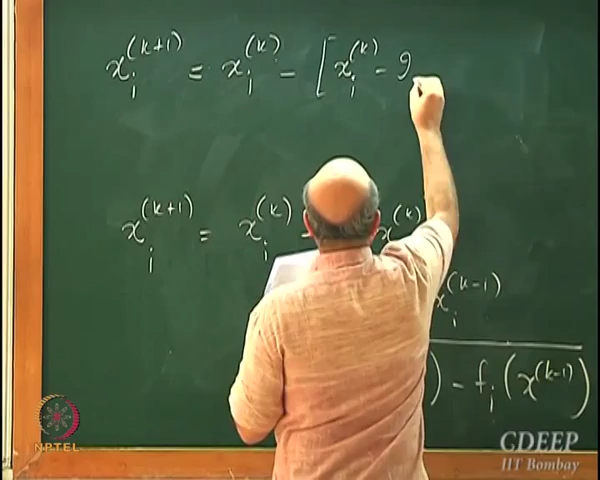 x_i^(k+1) = x_i^(k) - [ x_i^(k) - g
x_i^(k+1) = x_i^(k) - x^(k)
x_i^(k-1)
) - f_i (x^(k-1))
NPTEL
CDEEP
IIT Bombay